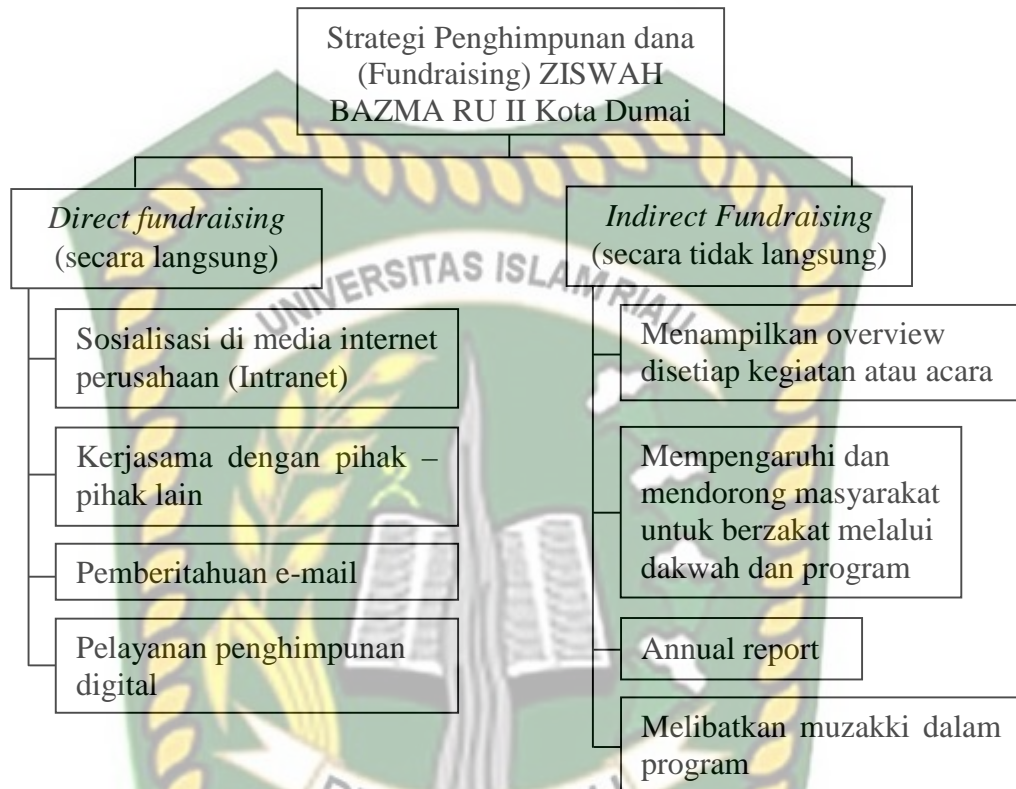 Strategi Penghimpunan dana
(Fundraising) ZISWAH
BAZMA RU II Kota Dumai
Direct fundraising
(secara langsung)
Sosialisasi di media internet
perusahaan (Intranet)
Kerjasama dengan pihak –
pihak lain
Pemberitahuan e-mail
Pelayanan penghimpunan
digital
Indirect Fundraising
(secara tidak langsung)
Menampilkan overview
disetiap kegiatan atau acara
Mempengaruhi dan
mendorong masyarakat
untuk berzakat melalui
dakwah dan program
Annual report
Melibatkan muzakki dalam
program
UNIVERSITAS ISLAM RIAU